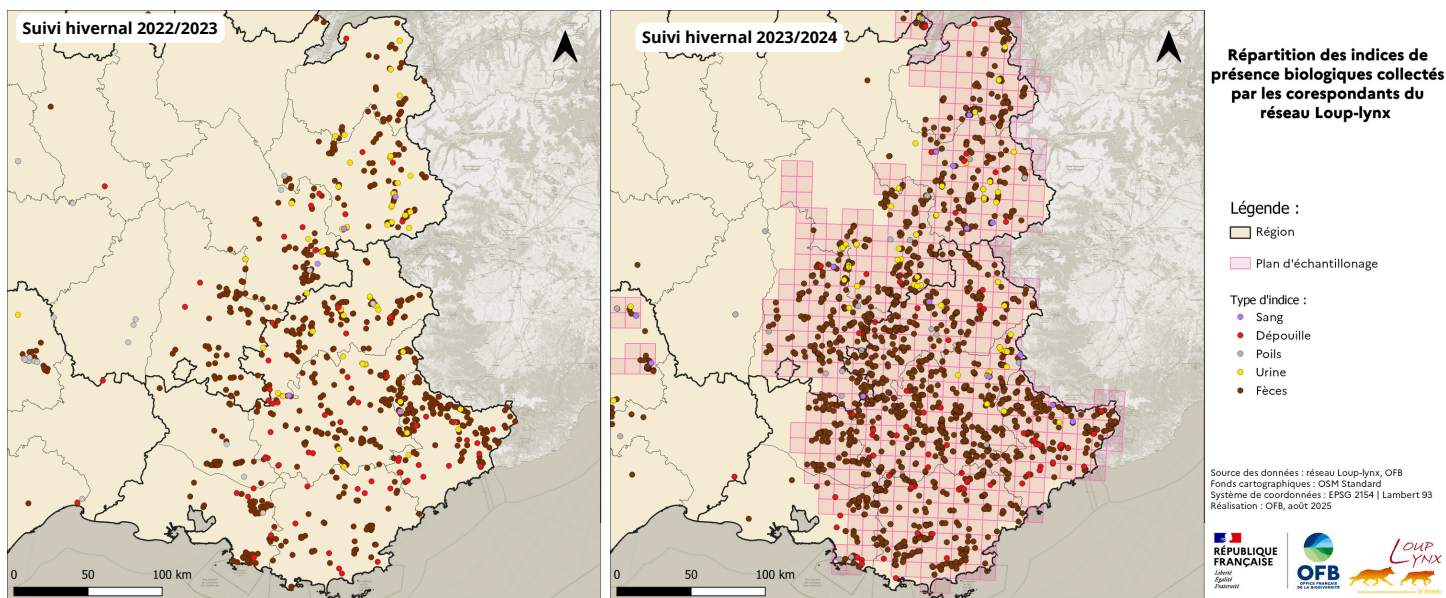 Suivi hivernal 2022/2023
0
50
100 km
Suivi hivernal 2023/2024
0
50
100 km
Répartition des indices de
présence biologiques collectés
par les corespondants du
réseau Loup-lynx
Légende :
Région
Plan d'échantillonage
Type d'indice :
Sang
Dépouille
Poils
Urine
Fèces
Source des données : réseau Loup-lynx, OFB
Fonds cartographiques : OSM Standard
Système de coordonnées : EPSG 2154 | Lambert 93
Réalisation : OFB, août 2025
RÉPUBLIQUE
FRANÇAISE
Liberté
Égalité
Fraternité
OFB
OFFICE FRANÇAIS
DE LA BIODIVERSITÉ
LOUP
LYNX
le réseau